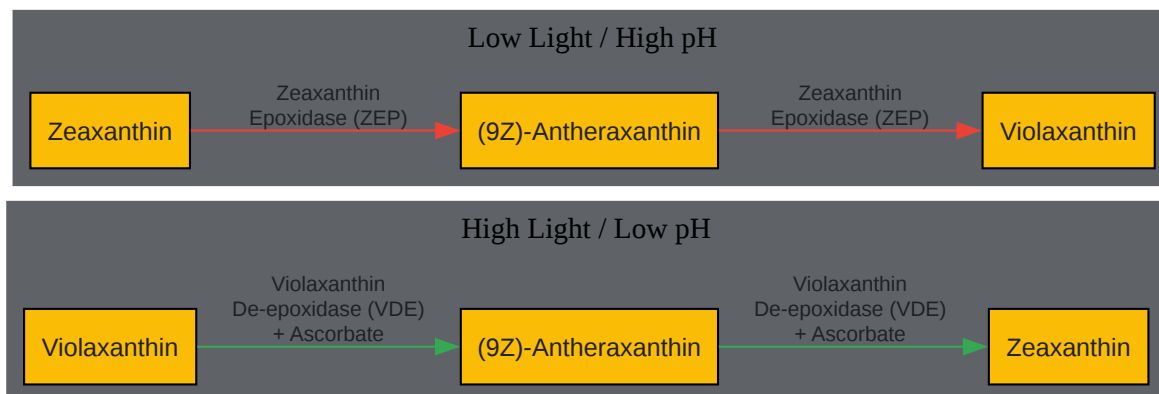 Low Light / High pH
Zeaxanthin
Zeaxanthin
Epoxidase (ZEP)
(9Z)-Antheraxanthin
Zeaxanthin
Epoxidase (ZEP)
Violaxanthin
High Light / Low pH
Violaxanthin
Violaxanthin
De-epoxidase (VDE)
+ Ascorbate
(9Z)-Antheraxanthin
Violaxanthin
De-epoxidase (VDE)
+ Ascorbate
Zeaxanthin